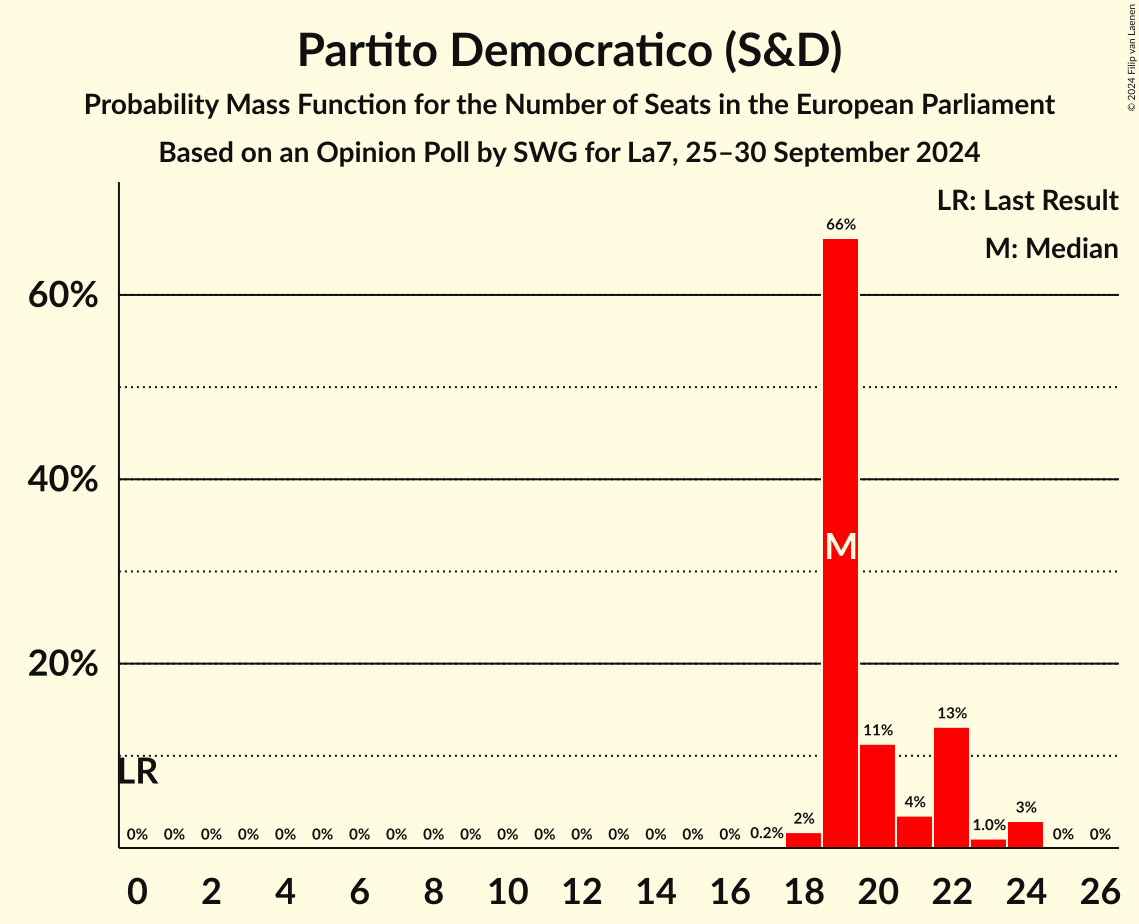 Partito Democratico (S&D)
Probability Mass Function for the Number of Seats in the European Parliament
Based on an Opinion Poll by SWG for La7, 25–30 September 2024
© 2024 Filip van Laenen
LR: Last Result
M: Median
66%
60%
40%
M
20%
13%
11%
LR
4%
3%
2%
1.0%
0% 0% 0% 0% 0% 0% 0% 0% 0% 0% 0% 0% 0% 0% 0% 0% 0% 0.2% 0% 0%
0 2 4 6 8 10 12 14 16 18 20 22 24 26